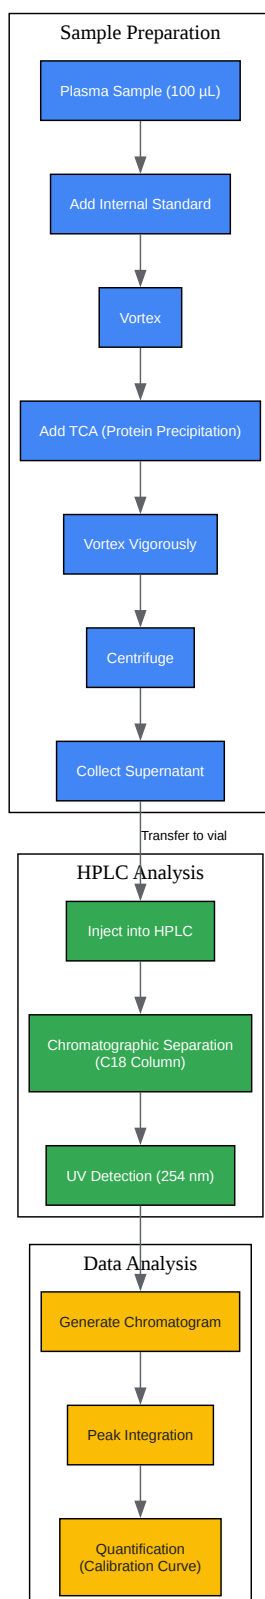 Sample Preparation
Plasma Sample (100 µL)
Add Internal Standard
Vortex
Add TCA (Protein Precipitation)
Vortex Vigorously
Centrifuge
Collect Supernatant
Transfer to vial
HPLC Analysis
Inject into HPLC
Chromatographic Separation
(C18 Column)
UV Detection (254 nm)
Data Analysis
Generate Chromatogram
Peak Integration
Quantification
(Calibration Curve)